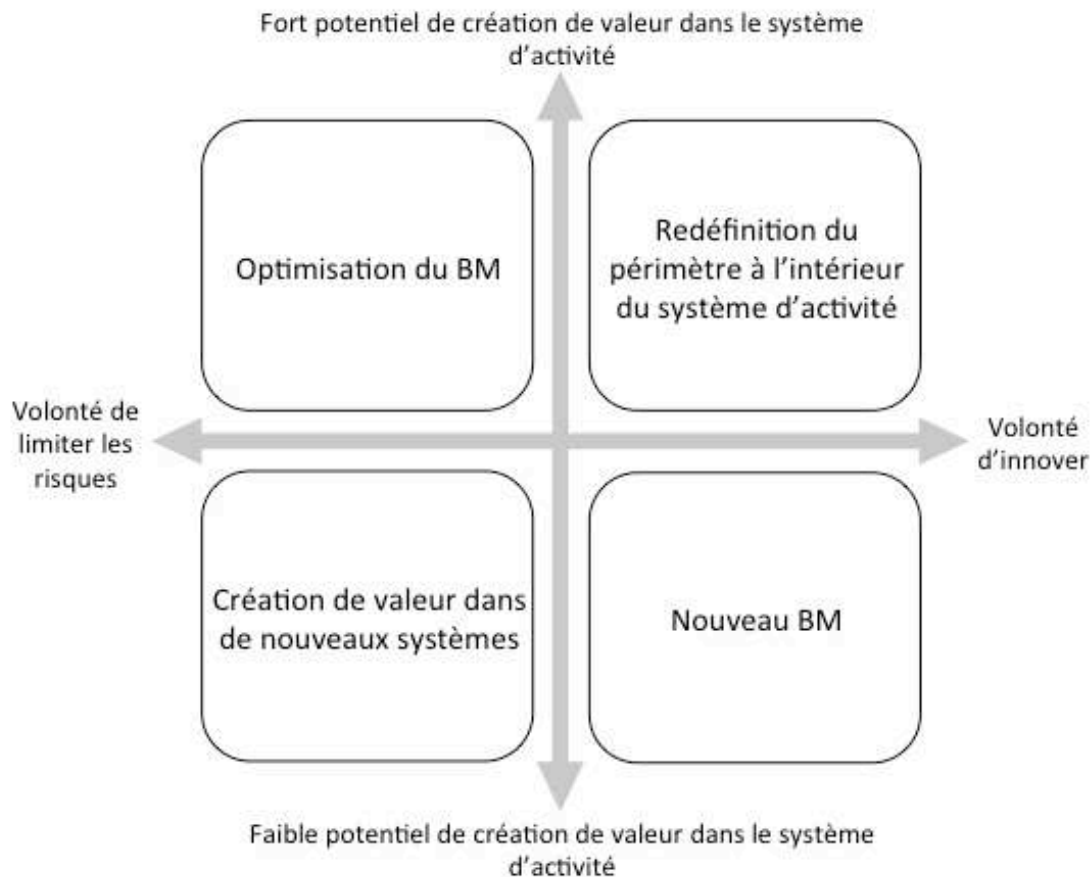 Fort potentiel de création de valeur dans le système
d’activité
Optimisation du BM
Redéfinition du
périmètre à l’intérieur
du système d’activité
Volonté de
limiter les
risques
Volonté
d’innover
Création de valeur dans
de nouveaux systèmes
Nouveau BM
Faible potentiel de création de valeur dans le système
d’activité